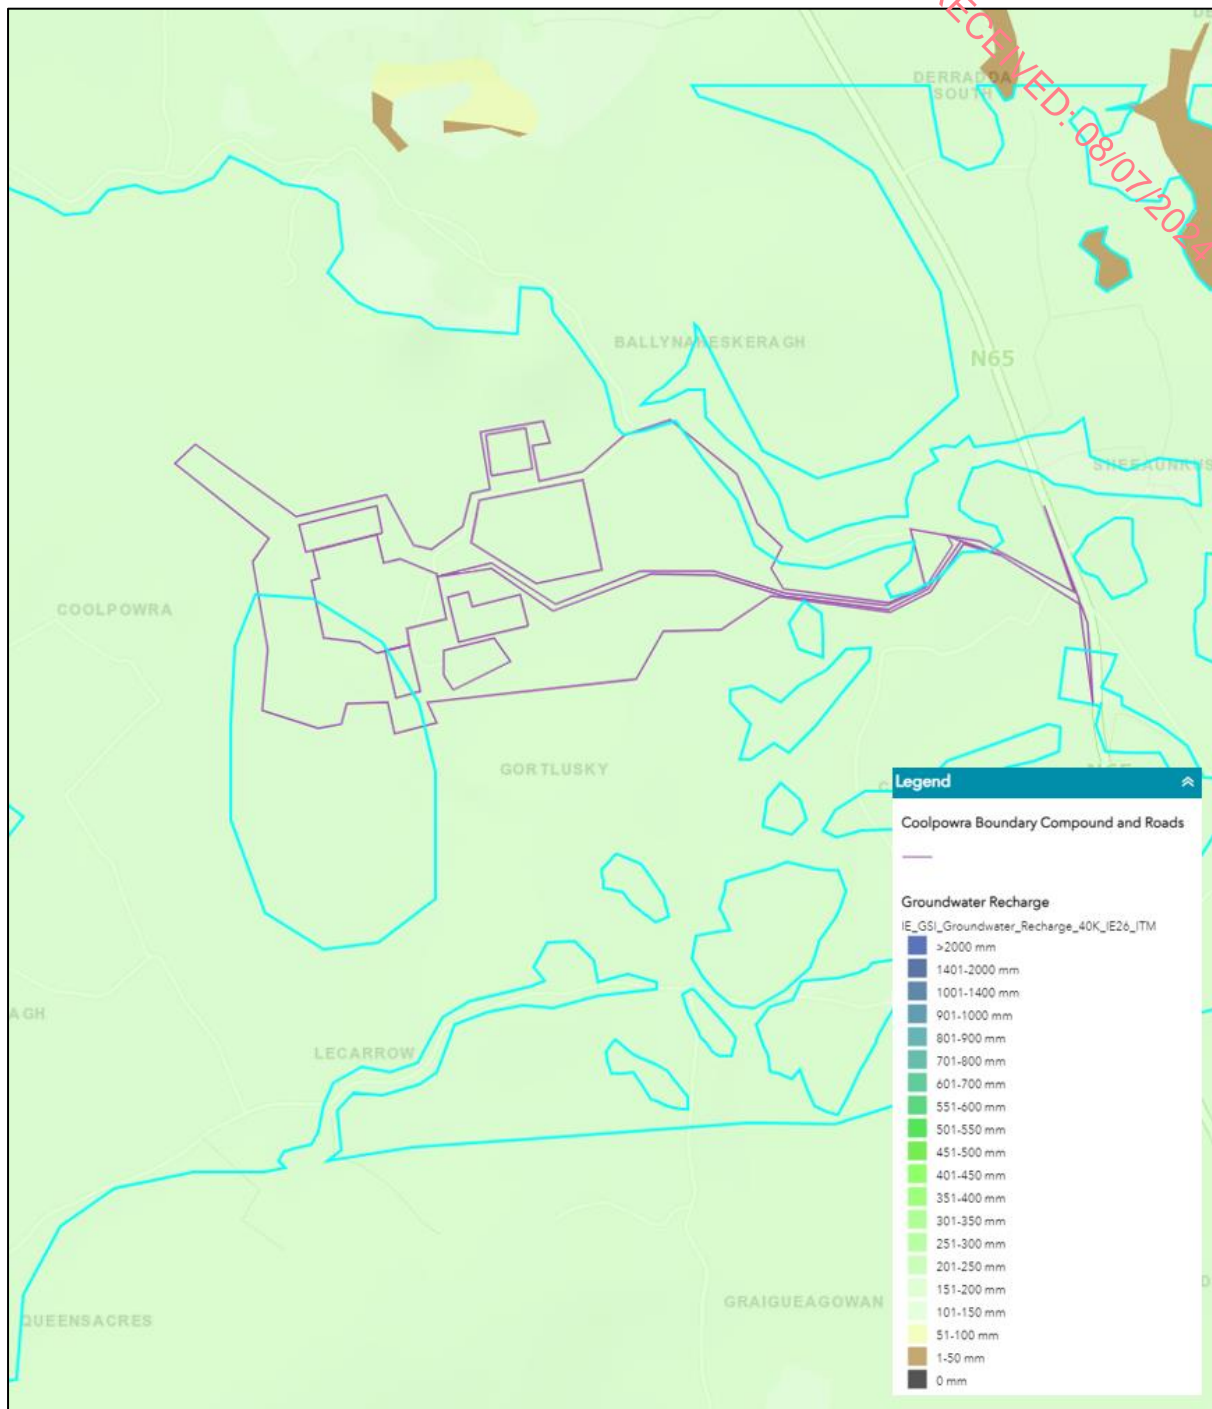 RECEIVED: 08/07/2024
DERRADDA
SOUTH
BALLYNAHESKERAGH
N65
COOLPOWRA
GORTLUSKY
LECARROW
GRAIGUEAGOWAN
QUEENSACRES
AGH
Legend
Coolpowra Boundary Compound and Roads
Groundwater Recharge
IE_GSI_Groundwater_Recharge_40K_IE26_ITM
>2000 mm
1401-2000 mm
1001-1400 mm
901-1000 mm
801-900 mm
701-800 mm
601-700 mm
551-600 mm
501-550 mm
451-500 mm
401-450 mm
351-400 mm
301-350 mm
251-300 mm
201-250 mm
151-200 mm
101-150 mm
51-100 mm
1-50 mm
0 mm